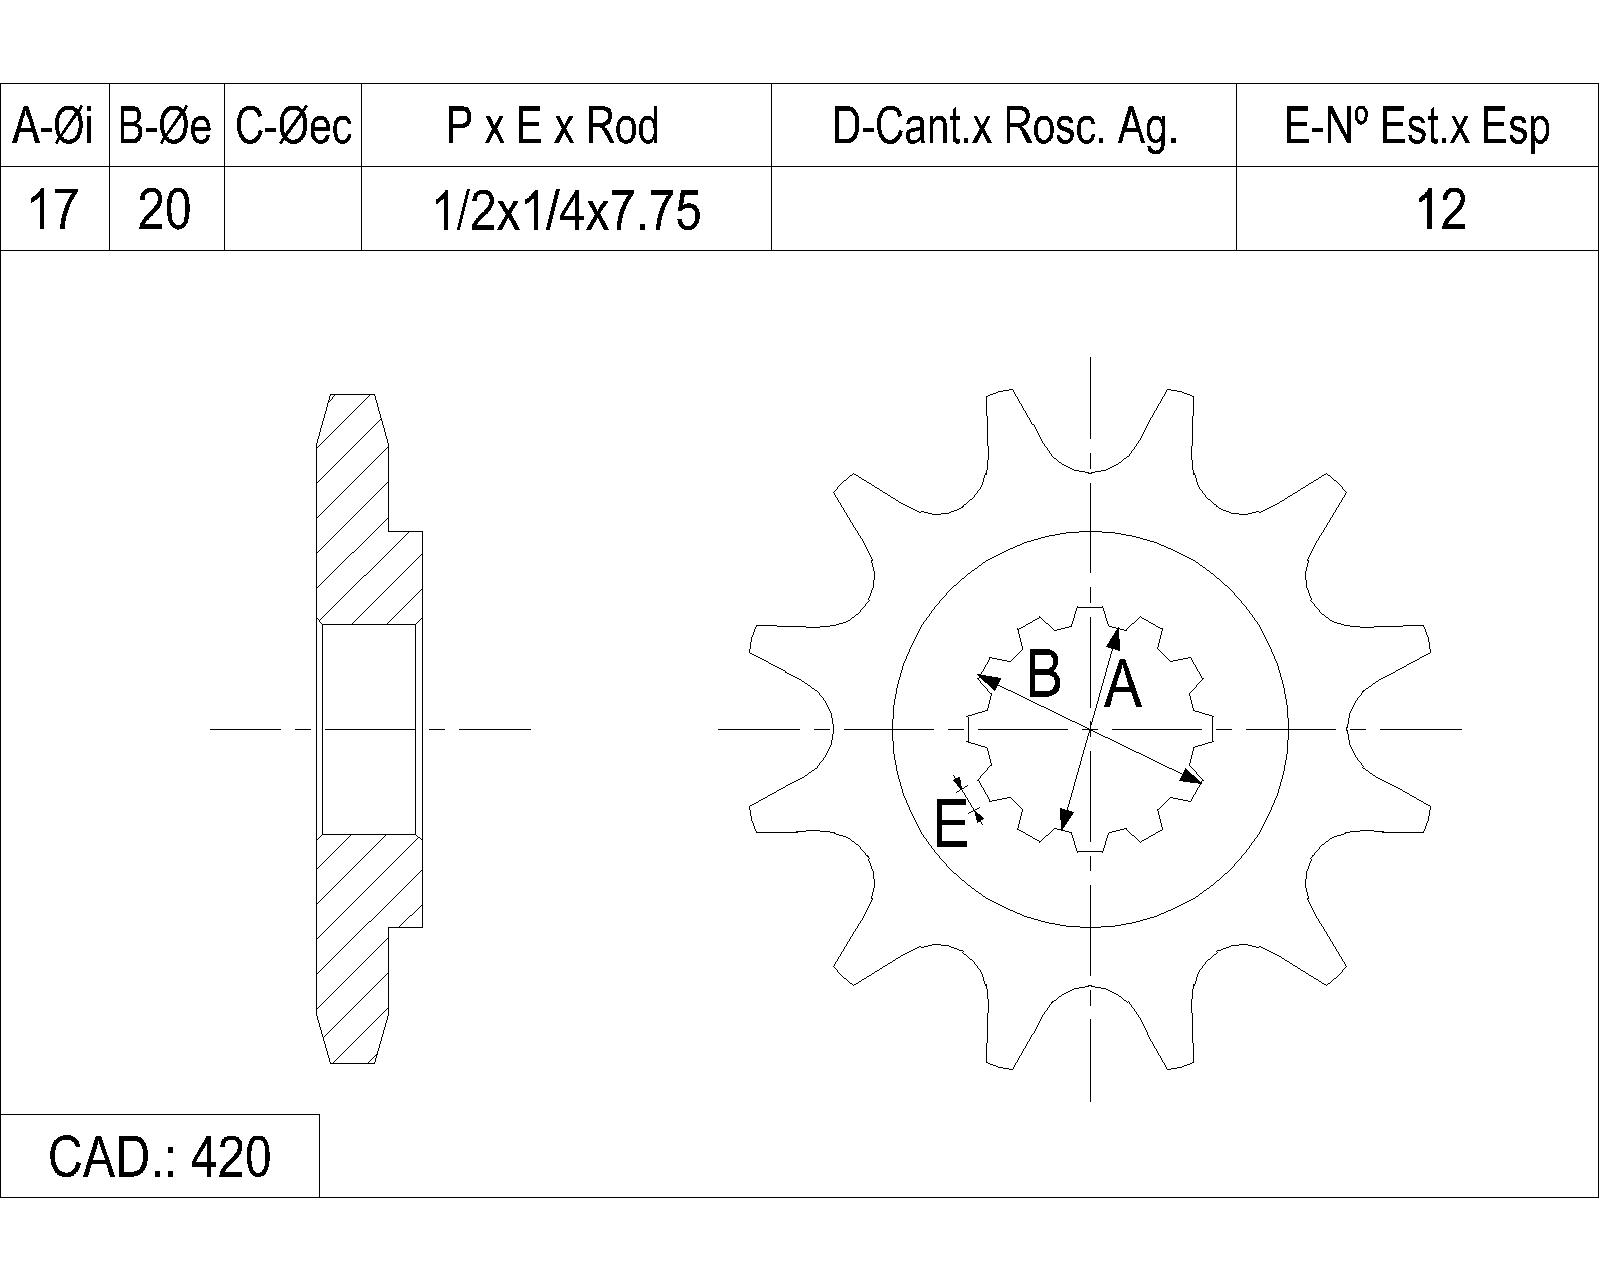 A-Øi B-Øe C-Øec P x E x Rod D-Cant.x Rosc. Ag. E-Nº Est.x Esp
17 20 1/2x1/4x7.75 12
B A
E
CAD.: 420